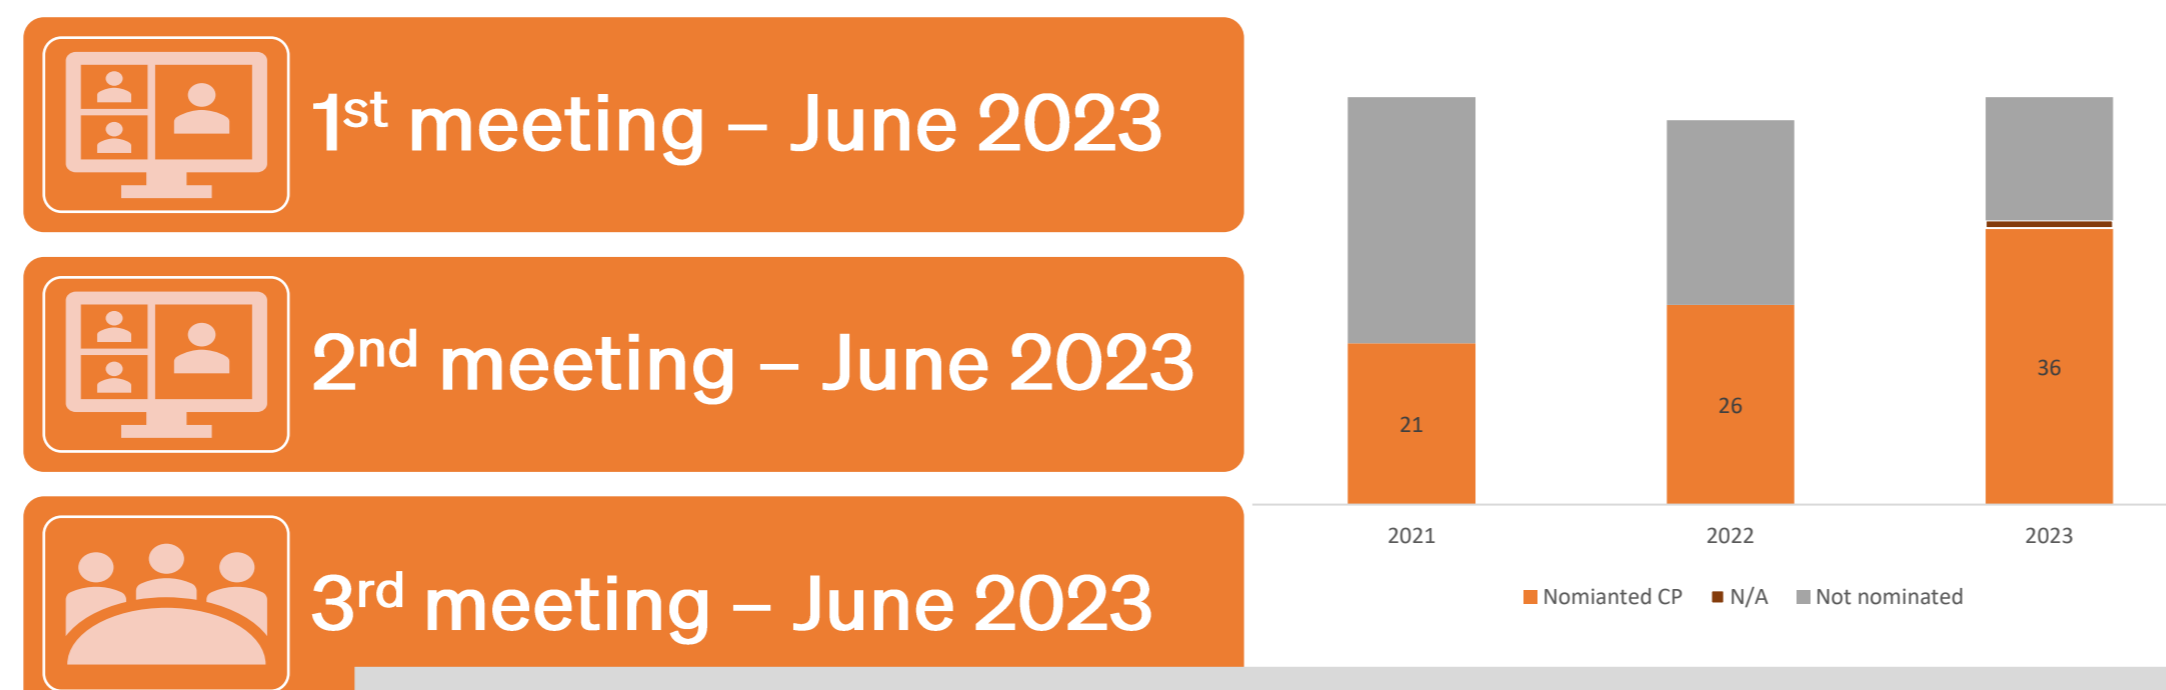 1st meeting – June 2023
2nd meeting – June 2023
3rd meeting – June 2023
21
26
36
2021
2022
2023
Nomianted CP
N/A
Not nominated